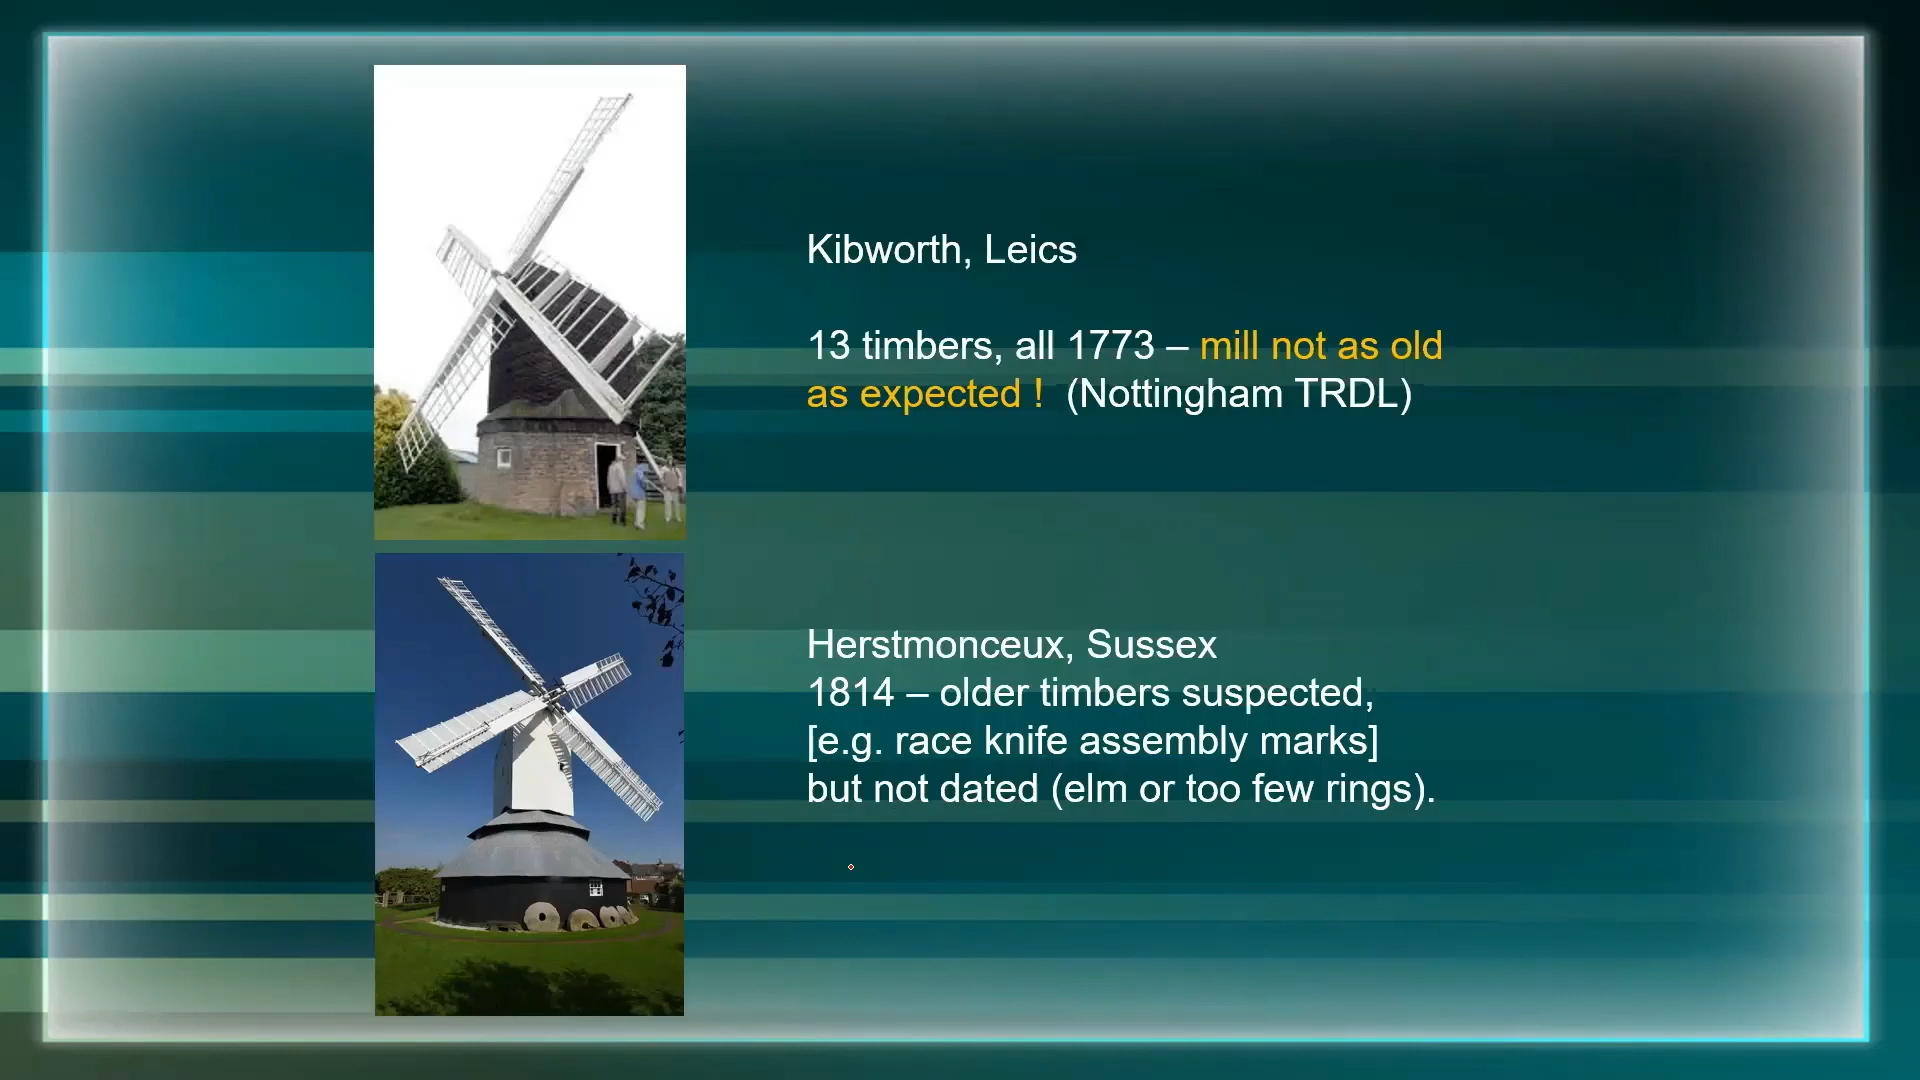 Kibworth, Leics
13 timbers, all 1773 – mill not as old
as expected !  (Nottingham TRDL)
Herstmonceux, Sussex
1814 – older timbers suspected,
[e.g. race knife assembly marks]
but not dated (elm or too few rings).